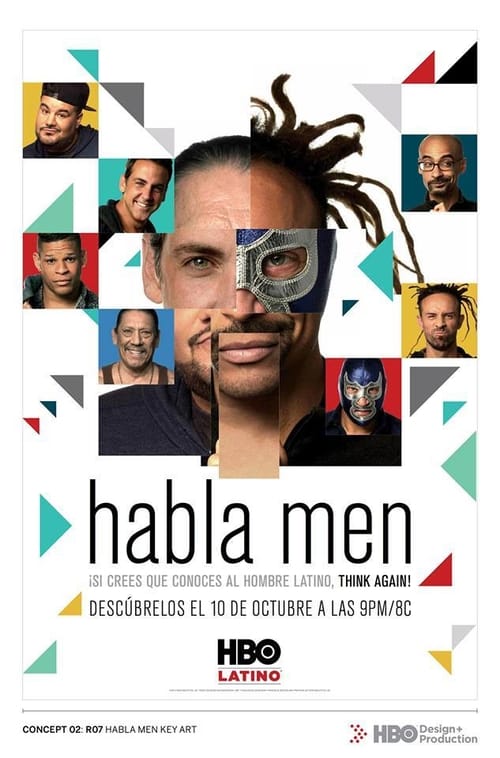 habla men
¡SI CREES QUE CONOCES AL HOMBRE LATINO, THINK AGAIN!
DESCÚBRELOS EL 10 DE OCTUBRE A LAS 9PM/8C
HBO
LATINO
CONCEPT 02: R07 HABLA MEN KEY ART
HBO Design+
Production